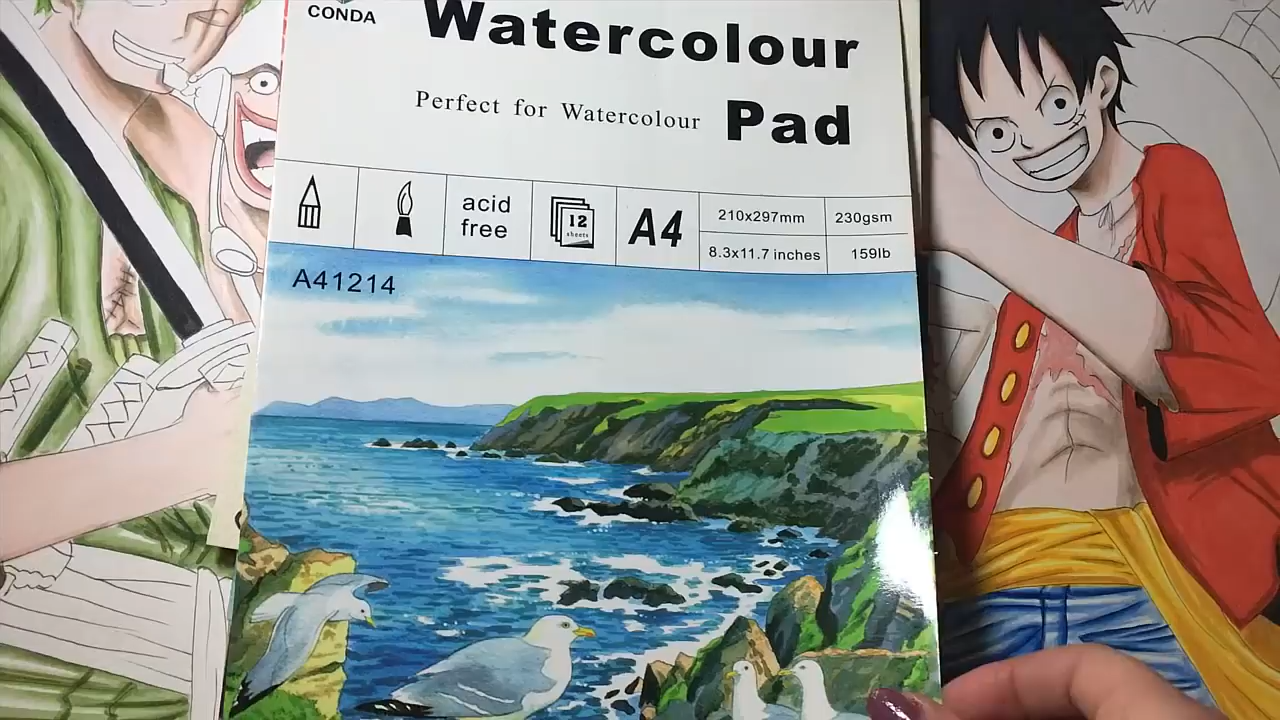 CONDA
Watercolour
Perfect for Watercolour Pad
acid
free
12
sheets
A4
210x297mm
230gsm
8.3x11.7 inches
159lb
A41214